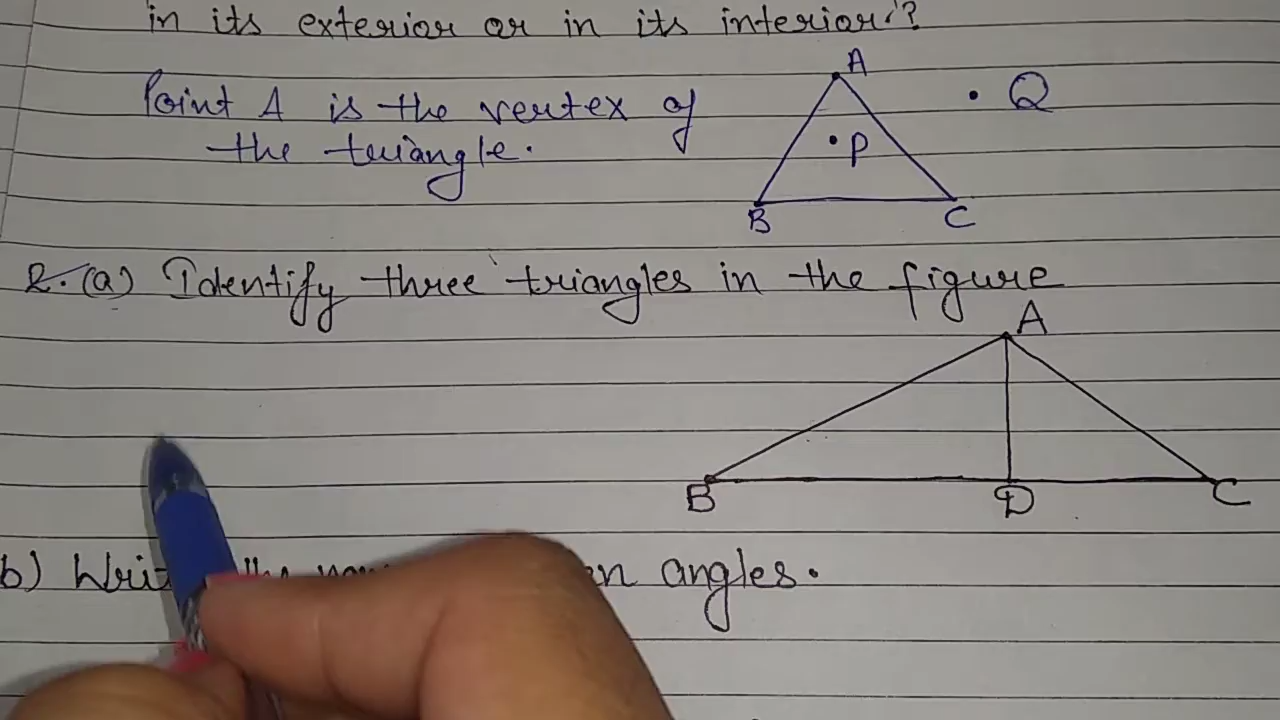 in its exterior or in its interior?
Point A is the vertex of
the triangle.
A
Q
P
B
C
2. (a) Identify three triangles in the figure
A
B
D
C
b) angles.